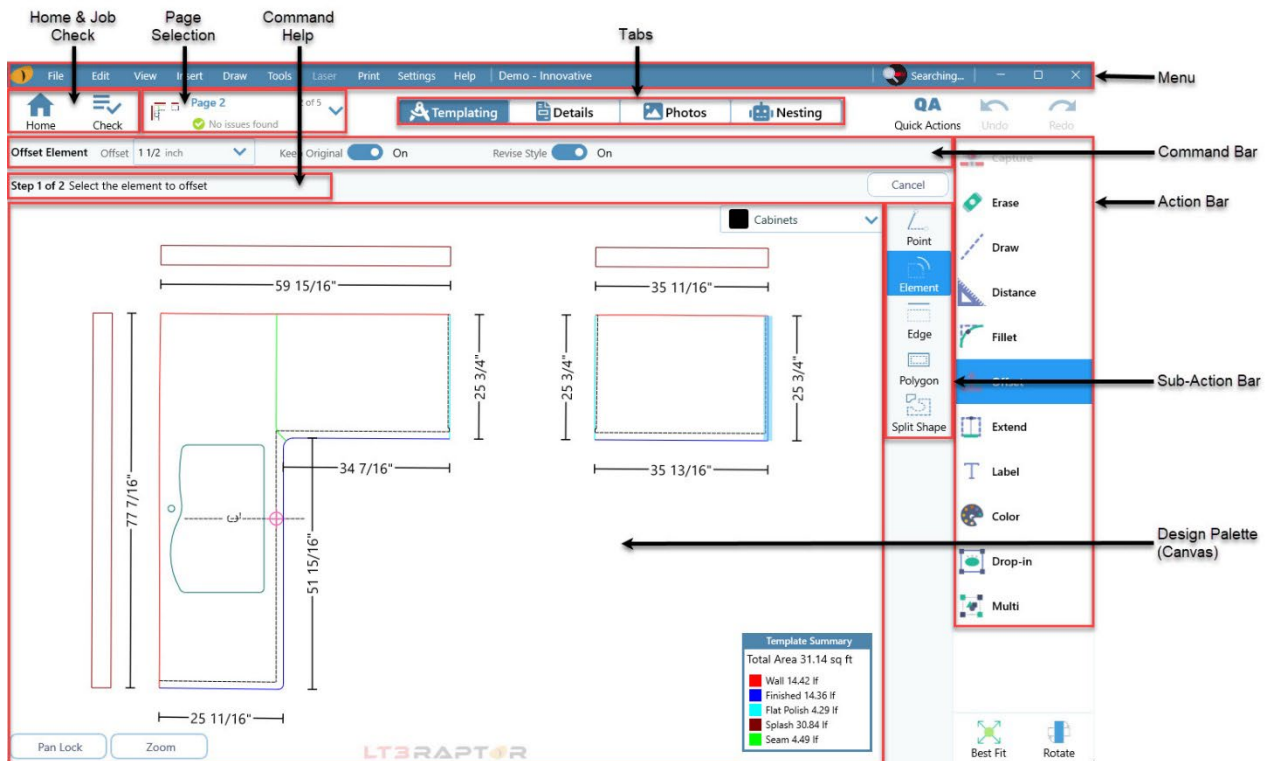 Home & Job
Check
Page
Selection
Command
Help
Tabs
File Edit View Insert Draw Tools Laser Print Settings Help Demo - Innovative Searching...
Menu
Home
Check
Page 2
of 5
No issues found
Templating
Details
Photos
Nesting
QA
Quick Actions
Undo
Redo
Offset Element Offset 1 1/2 inch Keep Original On Revise Style On
Command Bar
Capture
Step 1 of 2 Select the element to offset
Cancel
Erase
Action Bar
Cabinets
Point
Draw
59 15/16"
35 11/16"
Element
Distance
Edge
Fillet
25 3/4"
25 3/4"
25 3/4"
Polygon
Offset
Sub-Action Bar
Split Shape
Extend
34 7/16"
35 13/16"
Label
77 7/16"
51 15/16"
Color
Design Palette
(Canvas)
Drop-in
Multi
Template Summary
Total Area 31.14 sq ft
Wall 14.42 lf
Finished 14.36 lf
Flat Polish 4.29 lf
Splash 30.84 lf
Seam 4.49 lf
25 11/16"
Pan Lock
Zoom
LT3RAPTOR
Best Fit
Rotate